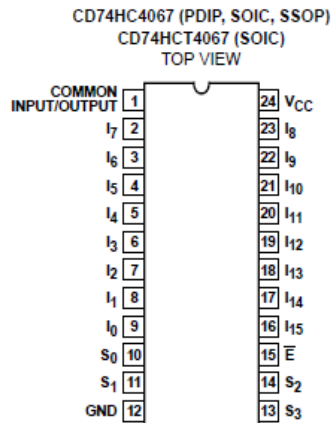 CD74HC4067 (PDIP, SOIC, SSOP)
CD74HCT4067 (SOIC)
TOP VIEW
COMMON
INPUT/OUTPUT 1 24 VCC
I7 2 23 I8
I6 3 22 I9
I5 4 21 I10
I4 5 20 I11
I3 6 19 I12
I2 7 18 I13
I1 8 17 I14
I0 9 16 I15
S0 10 15 E̅
S1 11 14 S2
GND 12 13 S3